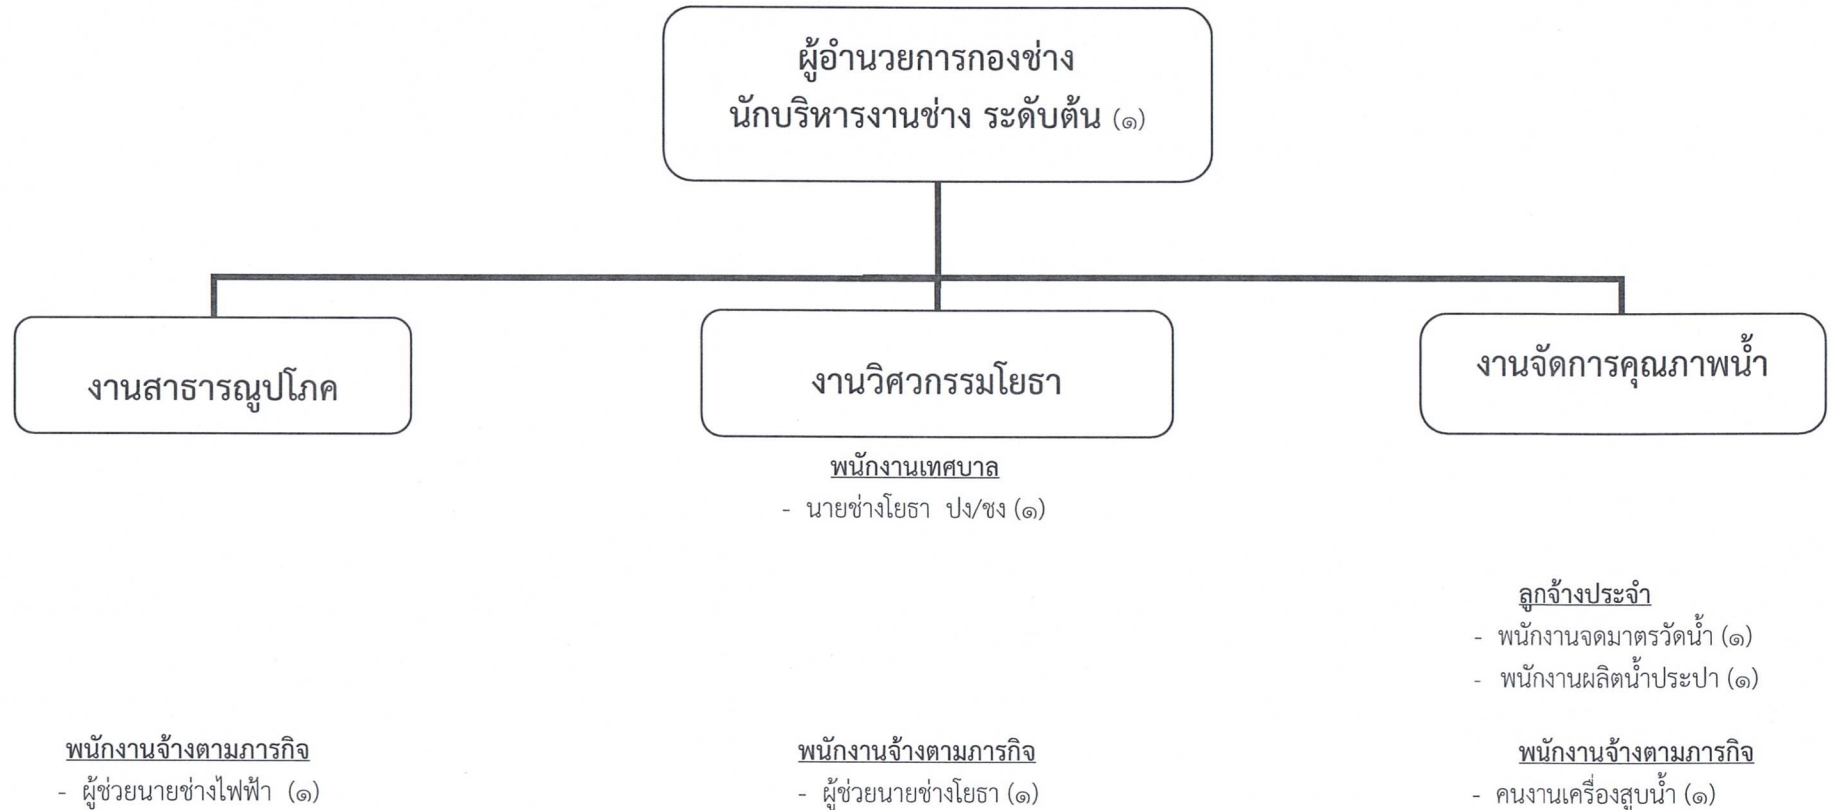 ผู้อำนวยการกองช่าง
นักบริหารงานช่าง ระดับต้น (๑)
งานสาธารณูปโภค
งานวิศวกรรมโยธา
งานจัดการคุณภาพน้ำ
พนักงานเทศบาล
- นายช่างโยธา ปง/ชง (๑)
ลูกจ้างประจำ
- พนักงานจดมาตรวัดน้ำ (๑)
- พนักงานผลิตน้ำประปา (๑)
พนักงานจ้างตามภารกิจ
- ผู้ช่วยนายช่างไฟฟ้า (๑)
พนักงานจ้างตามภารกิจ
- ผู้ช่วยนายช่างโยธา (๑)
พนักงานจ้างตามภารกิจ
- คนงานเครื่องสูบน้ำ (๑)